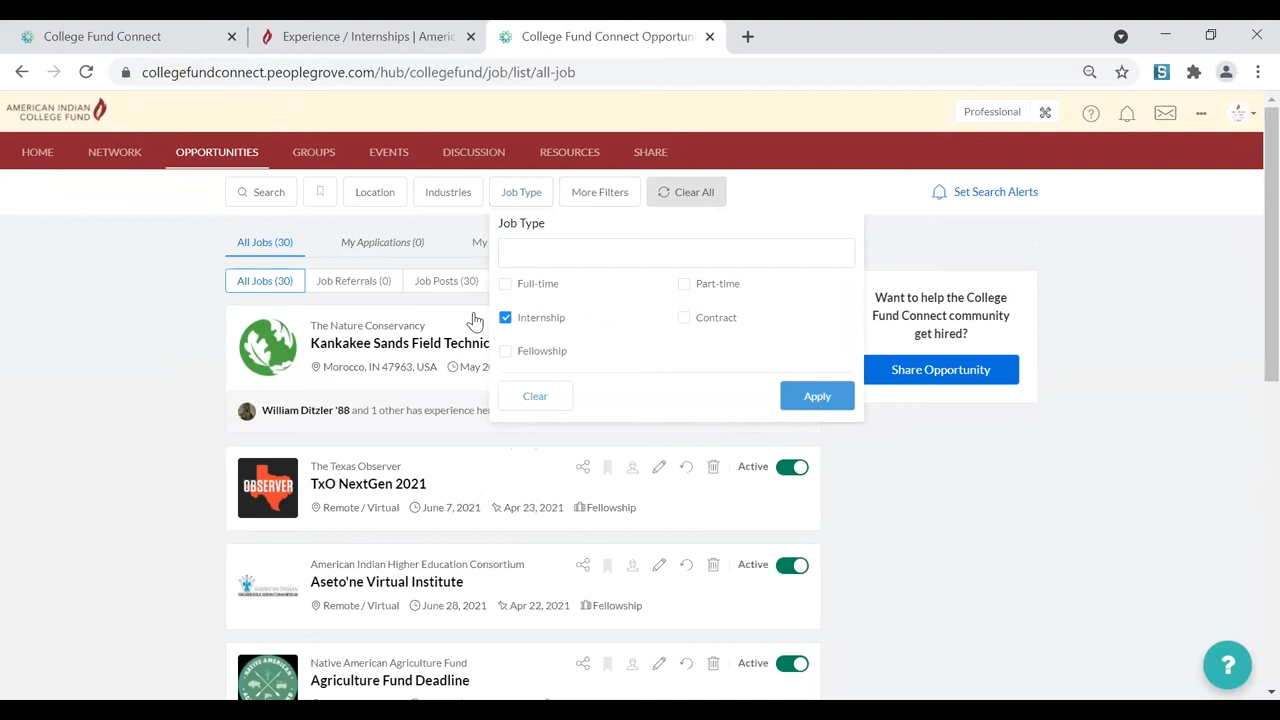 College Fund Connect
Experience / Internships | Americ
College Fund Connect Opportuni
collegefundconnect.peoplegrove.com/hub/collegefund/job/list/all-job
AMERICAN INDIAN
COLLEGE FUND
Professional
HOME NETWORK OPPORTUNITIES GROUPS EVENTS DISCUSSION RESOURCES SHARE
Search Location Industries Job Type More Filters Clear All Set Search Alerts
Job Type
All Jobs (30) My Applications (0) My
All Jobs (30) Job Referrals (0) Job Posts (30)
Full-time Part-time
Internship Contract
Fellowship
Clear Apply
Want to help the College
Fund Connect community
get hired?
Share Opportunity
The Nature Conservancy
Kankakee Sands Field Technic
Morocco, IN 47963, USA May 20
William Ditzler '88 and 1 other has experience her
OBSERVER
The Texas Observer
TxO NextGen 2021
Active
Remote / Virtual June 7, 2021 Apr 23, 2021 Fellowship
American Indian Higher Education Consortium
Aseto'ne Virtual Institute
Active
Remote / Virtual June 28, 2021 Apr 22, 2021 Fellowship
NATIVE AMERICAN
Native American Agriculture Fund
Agriculture Fund Deadline
Active
?